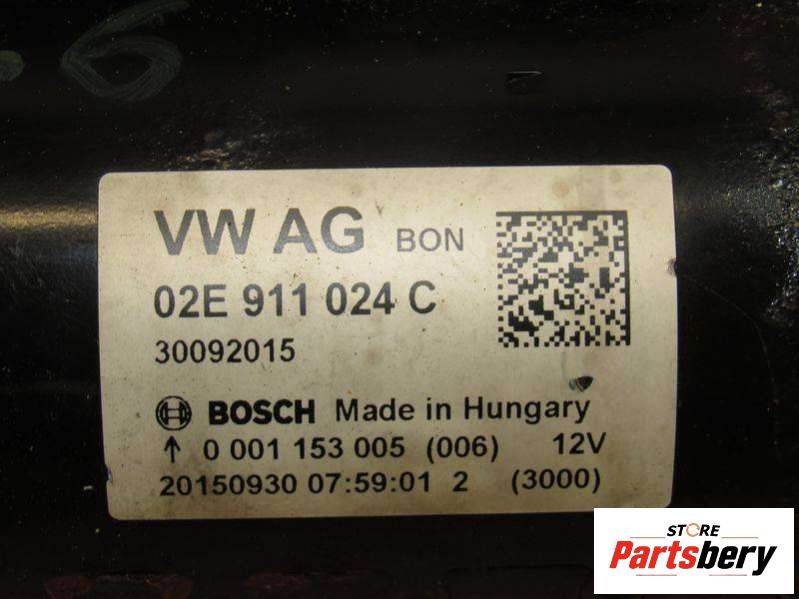 .6
VW AG BON
02E 911 024 C
30092015
BOSCH Made in Hungary
↑ 0 001 153 005 (006) 12V
20150930 07:59:01 2 (3000)
STORE
Partsbery